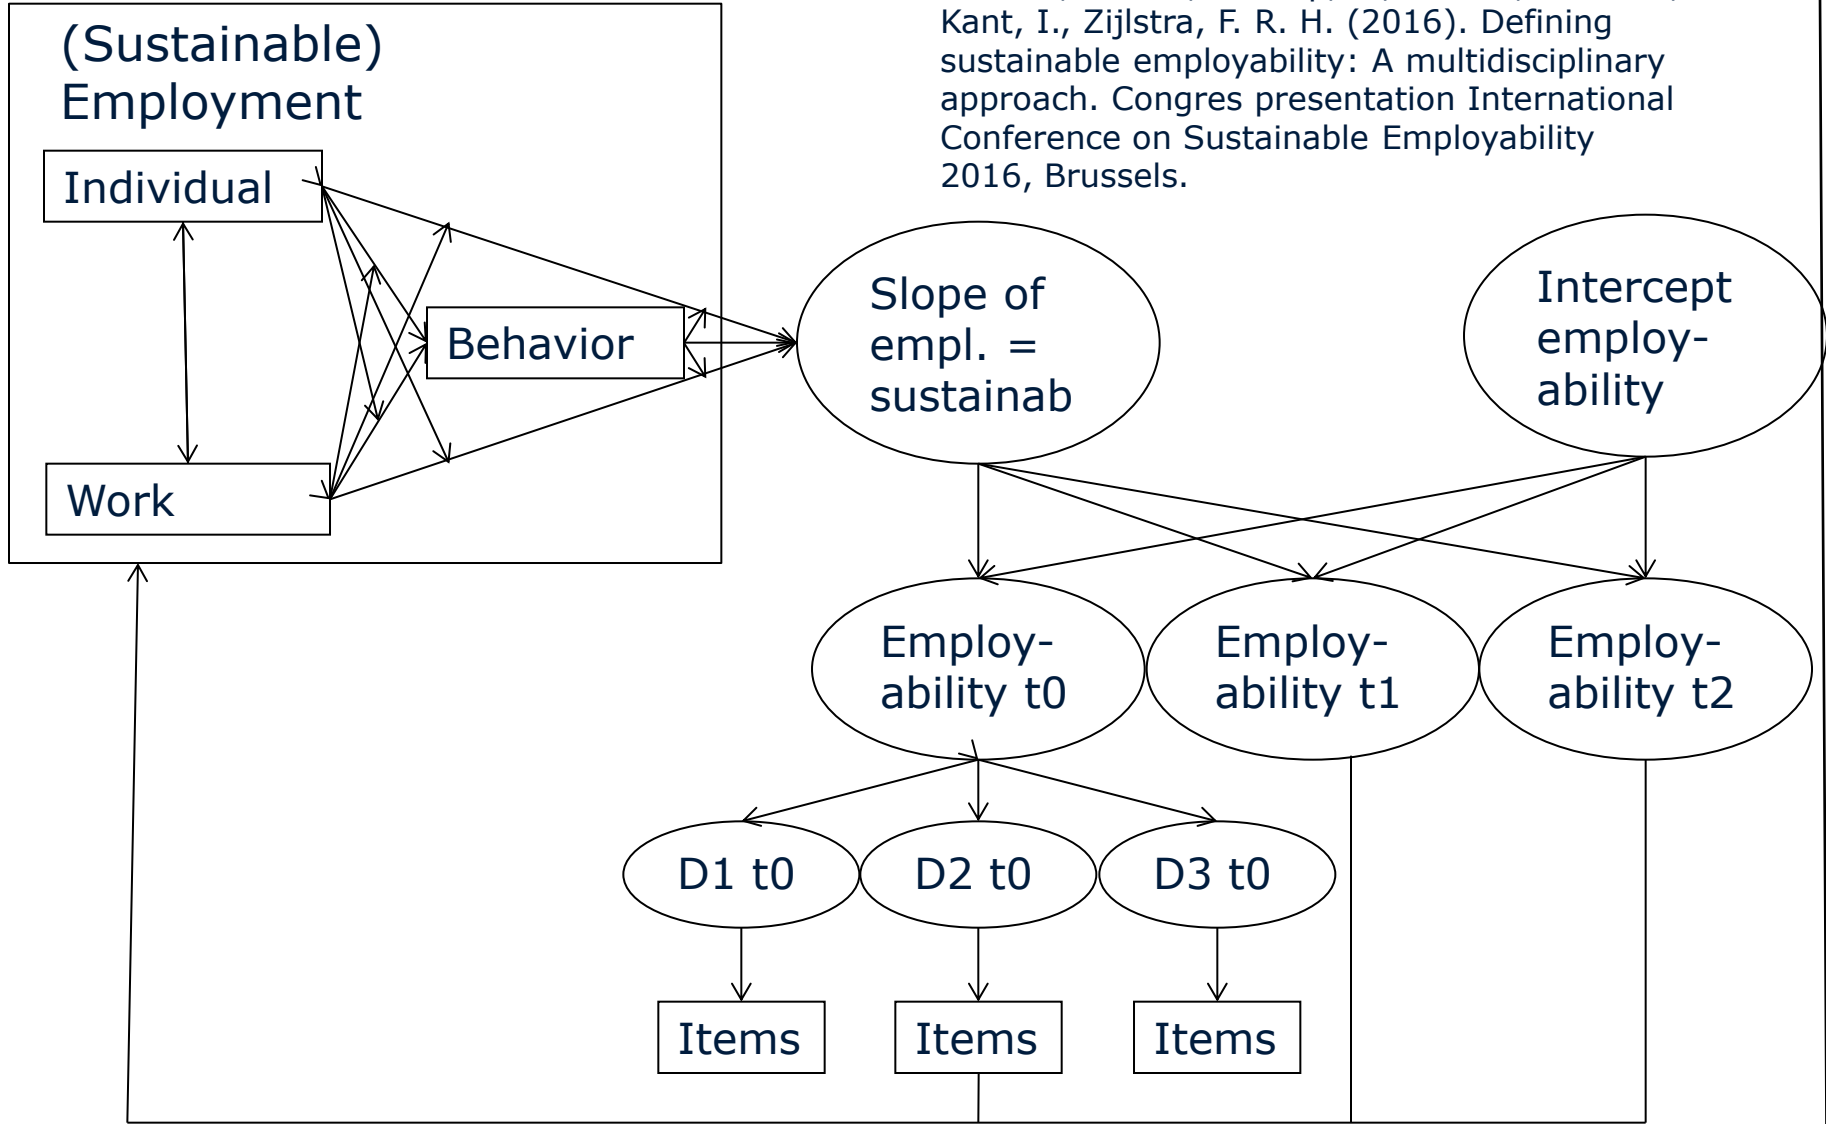 (Sustainable)
Employment
Kant, I., Zijlstra, F. R. H. (2016). Defining
sustainable employability: A multidisciplinary
approach. Congres presentation International
Conference on Sustainable Employability
2016, Brussels.
Individual
Behavior
Work
Slope of
empl. =
sustainab
Intercept
employ-
ability
Employ-
ability t0
Employ-
ability t1
Employ-
ability t2
D1 t0
D2 t0
D3 t0
Items
Items
Items